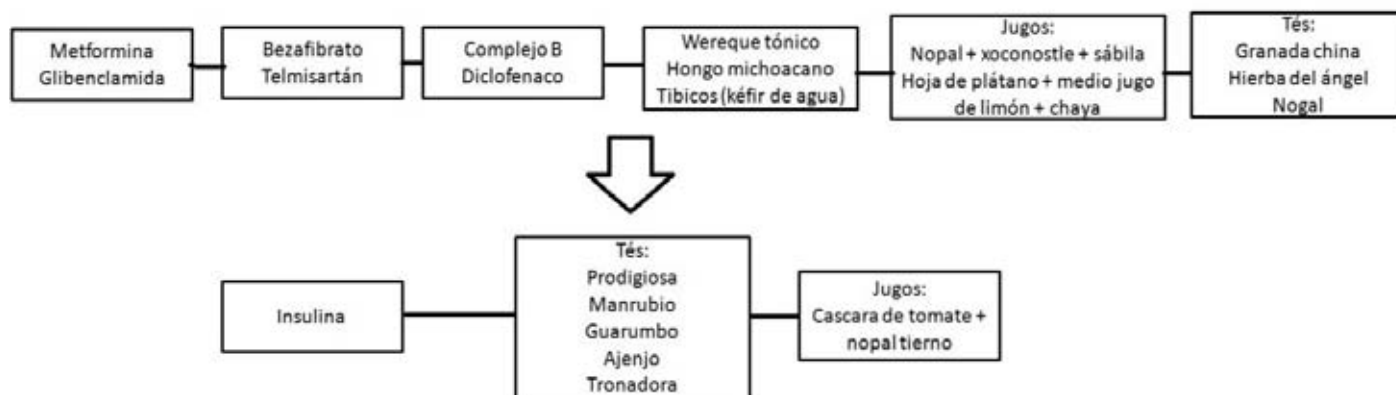 Metformina
Glibenclamida
Bezafibrato
Telmisartán
Complejo B
Diclofenaco
Wereque tónico
Hongo michoacano
Tibicos (kéfir de agua)
Jugos:
Nopal + xoconostle + sábila
Hoja de plátano + medio jugo
de limón + chaya
Tés:
Granada china
Hierba del ángel
Nogal
Insulina
Tés:
Prodigiosa
Manrubio
Guarumbo
Ajenjo
Tronadora
Jugos:
Cascara de tomate +
nopal tierno